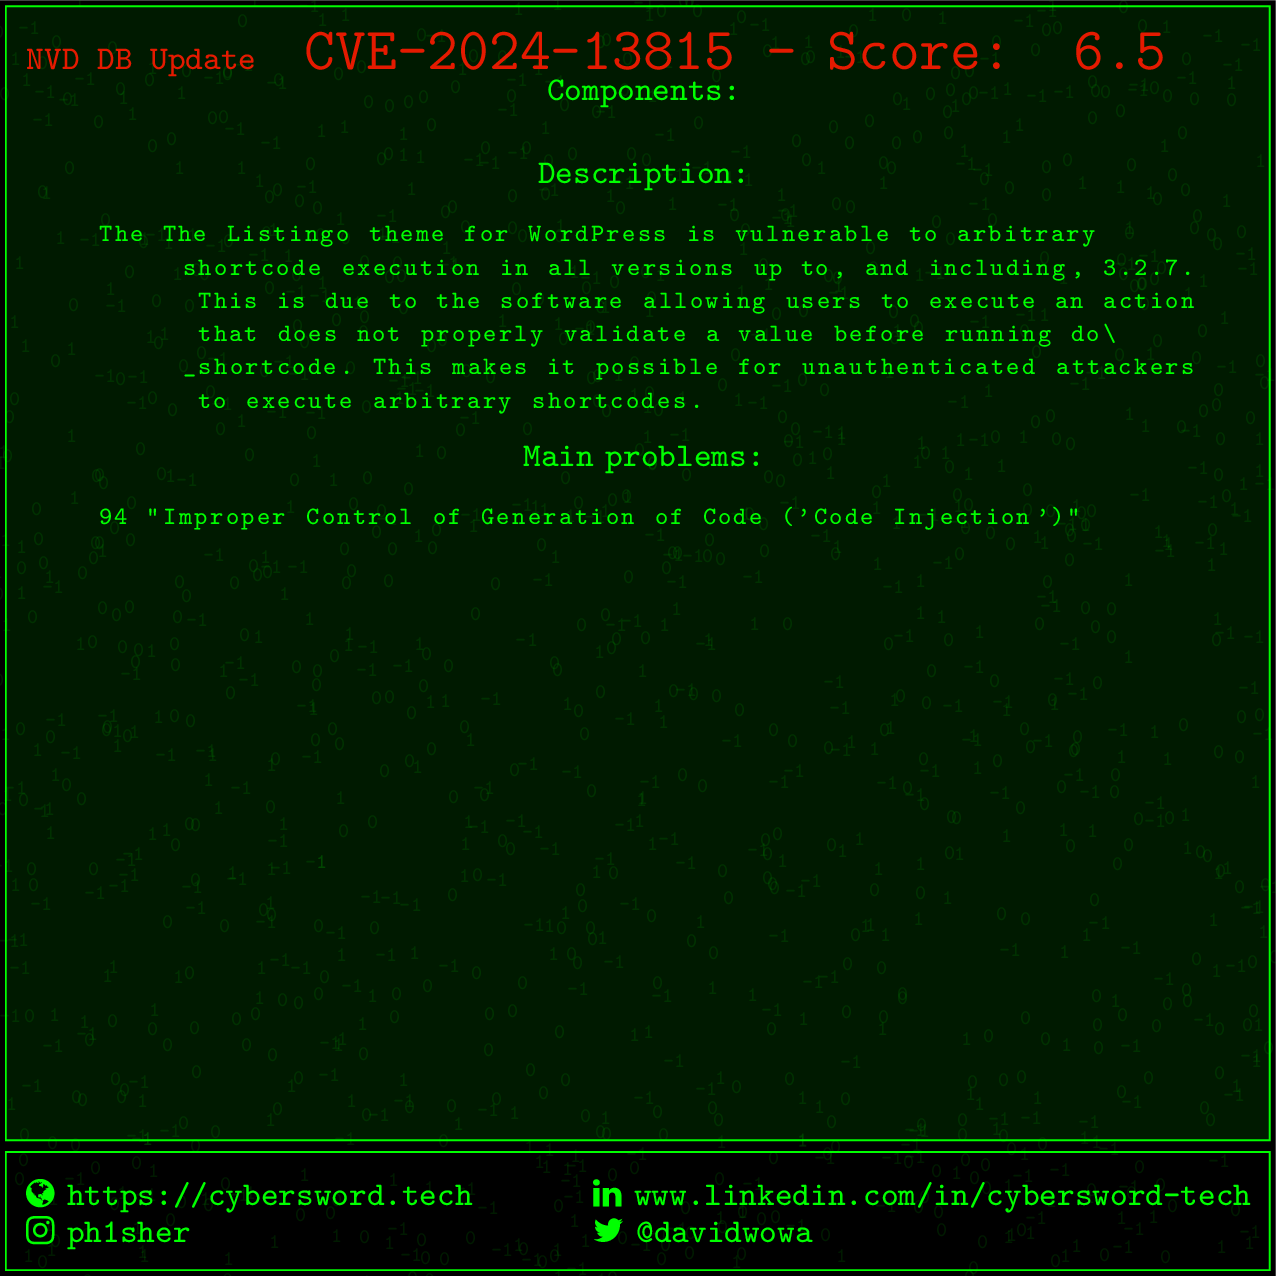 NVD DB Update CVE-2024-13815 - Score: 6.5
Components:
Description:
The The Listingo theme for WordPress is vulnerable to arbitrary
shortcode execution in all versions up to, and including, 3.2.7.
This is due to the software allowing users to execute an action
that does not properly validate a value before running do\
_shortcode. This makes it possible for unauthenticated attackers
to execute arbitrary shortcodes.
Main problems:
94 "Improper Control of Generation of Code ('Code Injection')"
https://cybersword.tech www.linkedin.com/in/cybersword-tech
ph1sher @davidwowa